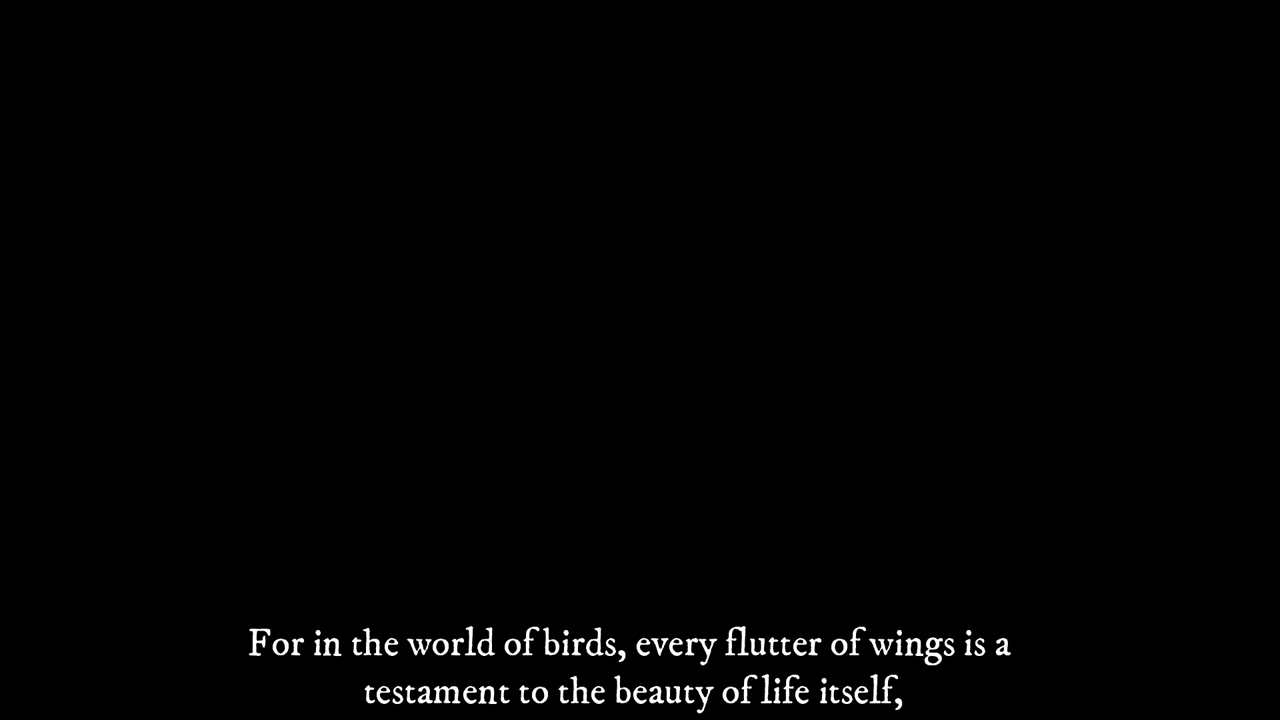 For in the world of birds, every flutter of wings is a
testament to the beauty of life itself,